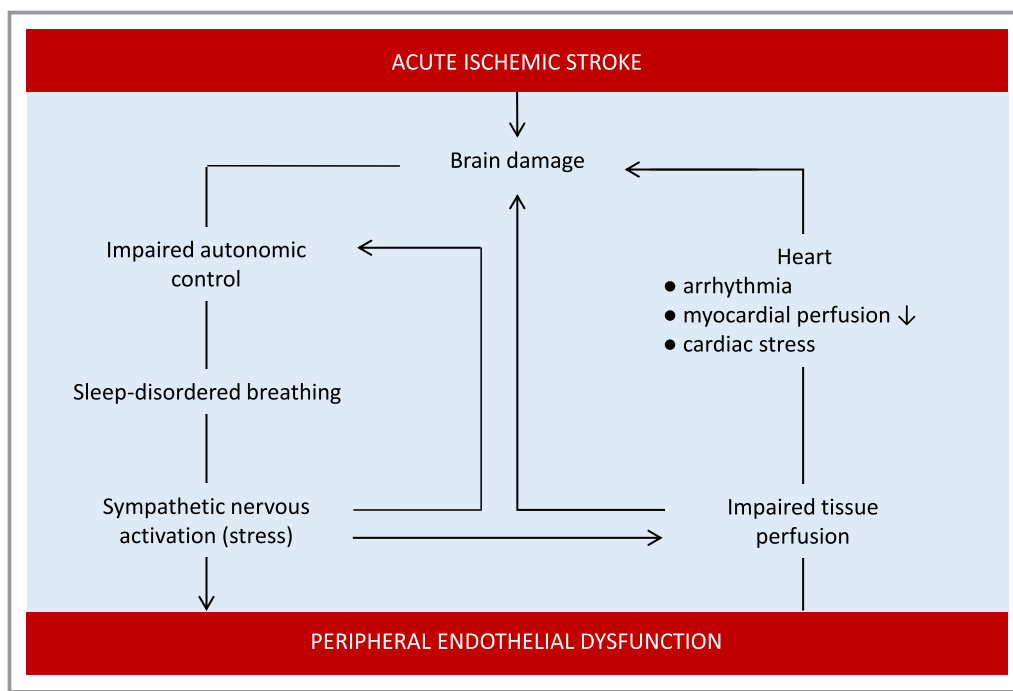 ACUTE ISCHEMIC STROKE
Brain damage
Impaired autonomic
control
Heart
● arrhythmia
● myocardial perfusion ↓
● cardiac stress
Sleep-disordered breathing
Sympathetic nervous
activation (stress)
Impaired tissue
perfusion
PERIPHERAL ENDOTHELIAL DYSFUNCTION